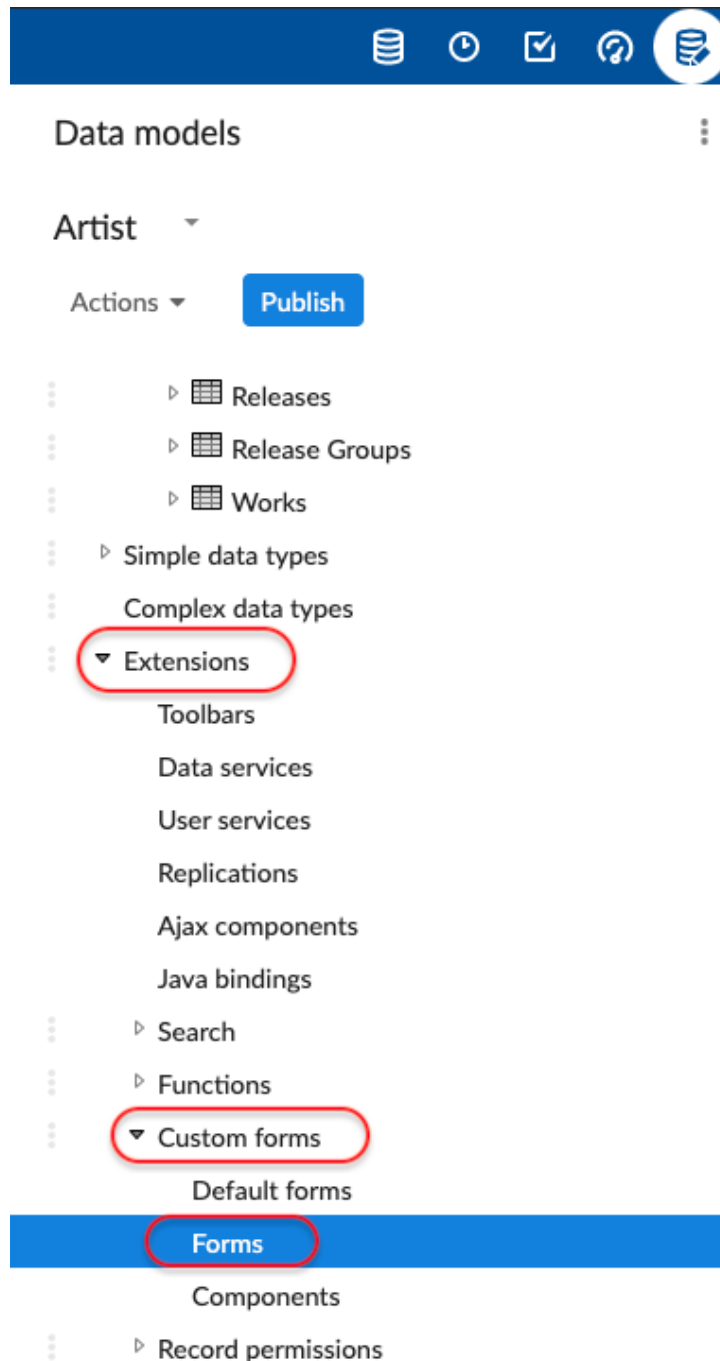 Data models
Artist
Actions Publish
Releases
Release Groups
Works
Simple data types
Complex data types
Extensions
Toolbars
Data services
User services
Replications
Ajax components
Java bindings
Search
Functions
Custom forms
Default forms
Forms
Components
Record permissions